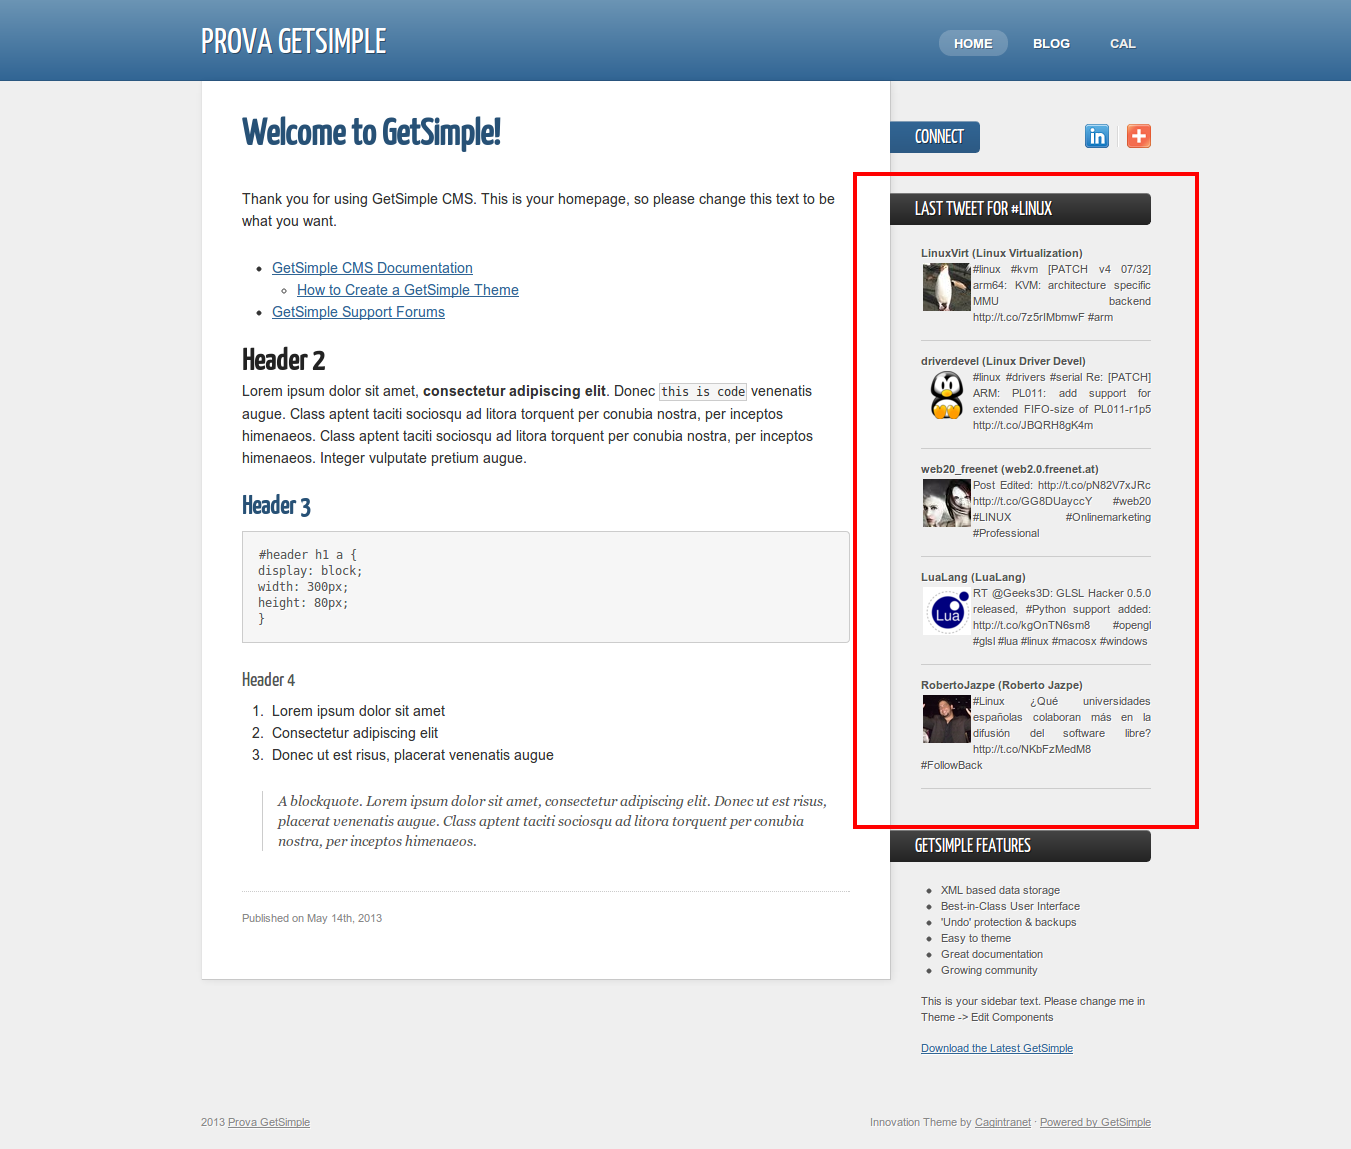 PROVA GETSIMPLE
HOME BLOG CAL
Welcome to GetSimple!
Thank you for using GetSimple CMS. This is your homepage, so please change this text to be
what you want.
GetSimple CMS Documentation
How to Create a GetSimple Theme
GetSimple Support Forums
Header 2
Lorem ipsum dolor sit amet, consectetur adipiscing elit. Donec this is code venenatis
augue. Class aptent taciti sociosqu ad litora torquent per conubia nostra, per inceptos
himenaeos. Class aptent taciti sociosqu ad litora torquent per conubia nostra, per inceptos
himenaeos. Integer vulputate pretium augue.
Header 3
#header h1 a {
display: block;
width: 300px;
height: 80px;
}
Header 4
1. Lorem ipsum dolor sit amet
2. Consectetur adipiscing elit
3. Donec ut est risus, placerat venenatis augue
A blockquote. Lorem ipsum dolor sit amet, consectetur adipiscing elit. Donec ut est risus,
placerat venenatis augue. Class aptent taciti sociosqu ad litora torquent per conubia
nostra, per inceptos himenaeos.
Published on May 14th, 2013
CONNECT
in
LAST TWEET FOR #LINUX
LinuxVirt (Linux Virtualization)
#linux #kvm [PATCH v4 07/32]
arm64: KVM: architecture specific
MMU backend
http://t.co/7z5rIMbmwF #arm
driverdevel (Linux Driver Devel)
#linux #drivers #serial Re: [PATCH]
ARM: PL011: add support for
extended FIFO-size of PL011-r1p5
http://t.co/JBQRH8gK4m
web20_freenet (web2.0.freenet.at)
Post Edited: http://t.co/pN82V7xJRc
http://t.co/GG8DUayccY #web20
#LINUX #Onlinemarketing
#Professional
LuaLang (LuaLang)
Lua
RT @Geeks3D: GLSL Hacker 0.5.0
released, #Python support added:
http://t.co/kgOnTN6sm8 #opengl
#glsl #lua #linux #macosx #windows
RobertoJazpe (Roberto Jazpe)
#Linux ¿Qué universidades
españolas colaboran más en la
difusión del software libre?
http://t.co/NKbFzMedM8
#FollowBack
GETSIMPLE FEATURES
XML based data storage
Best-in-Class User Interface
'Undo' protection & backups
Easy to theme
Great documentation
Growing community
This is your sidebar text. Please change me in
Theme -> Edit Components
Download the Latest GetSimple
2013 Prova GetSimple
Innovation Theme by Cagintranet · Powered by GetSimple